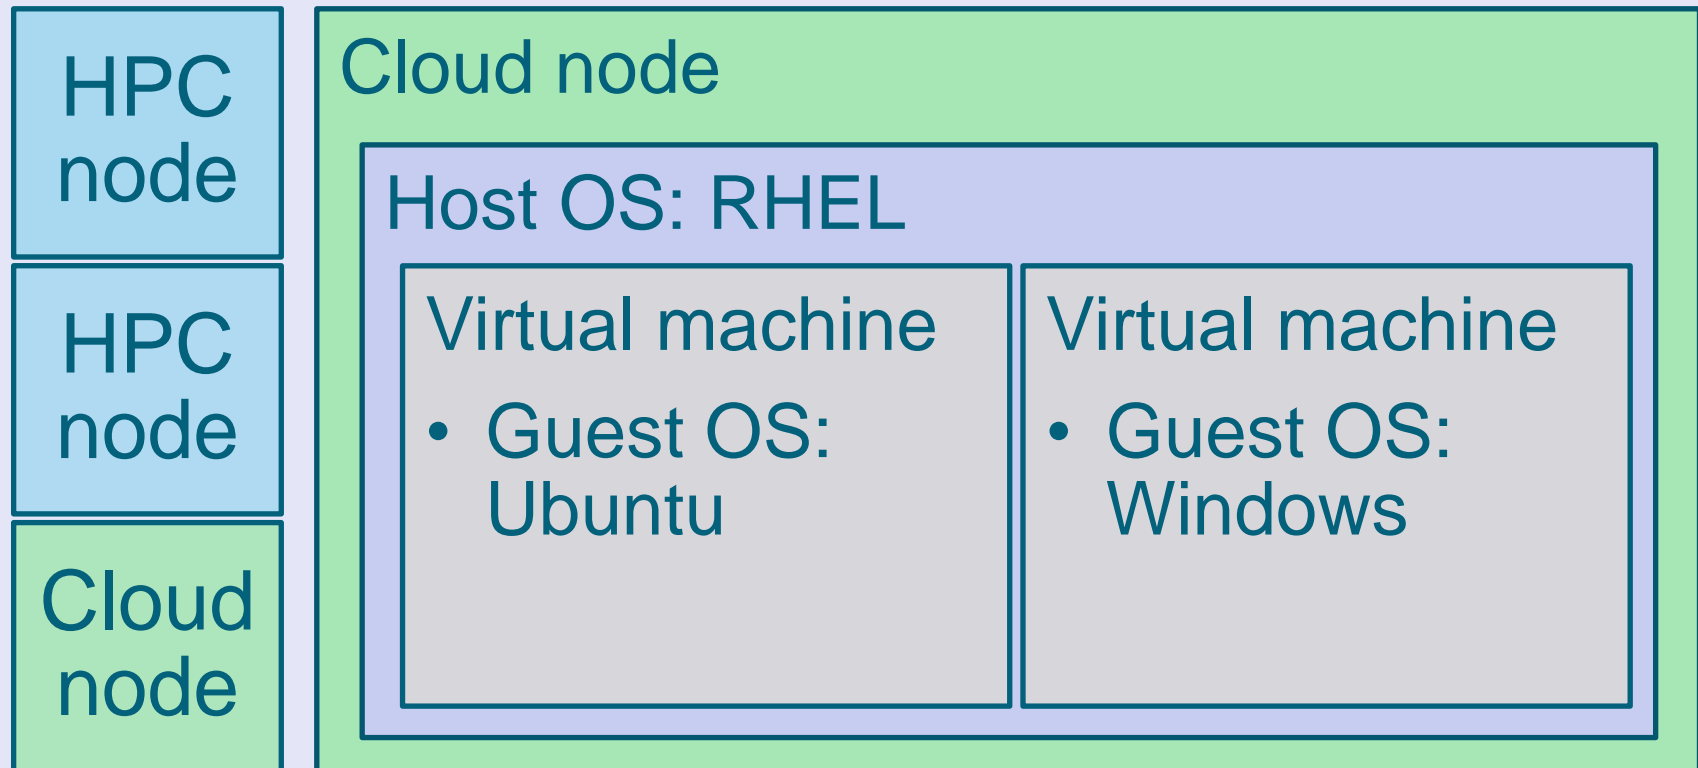 HPC
node
HPC
node
Cloud
node
Cloud node
Host OS: RHEL
Virtual machine
• Guest OS:
Ubuntu
Virtual machine
• Guest OS:
Windows